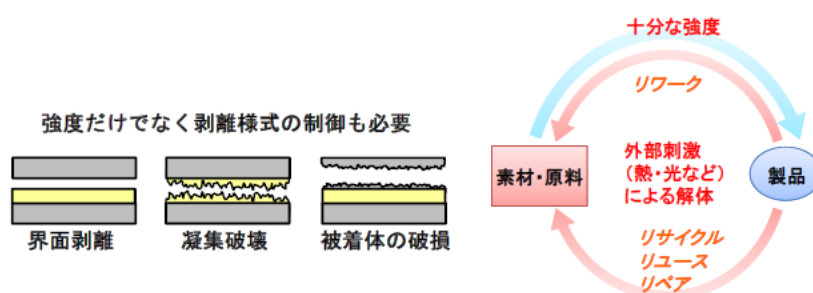 強度だけでなく剥離様式の制御も必要
界面剥離
凝集破壊
被着体の破損
十分な強度
リワーク
素材・原料
外部刺激
(熱・光など)
による解体
製品
リサイクル
リユース
リペア